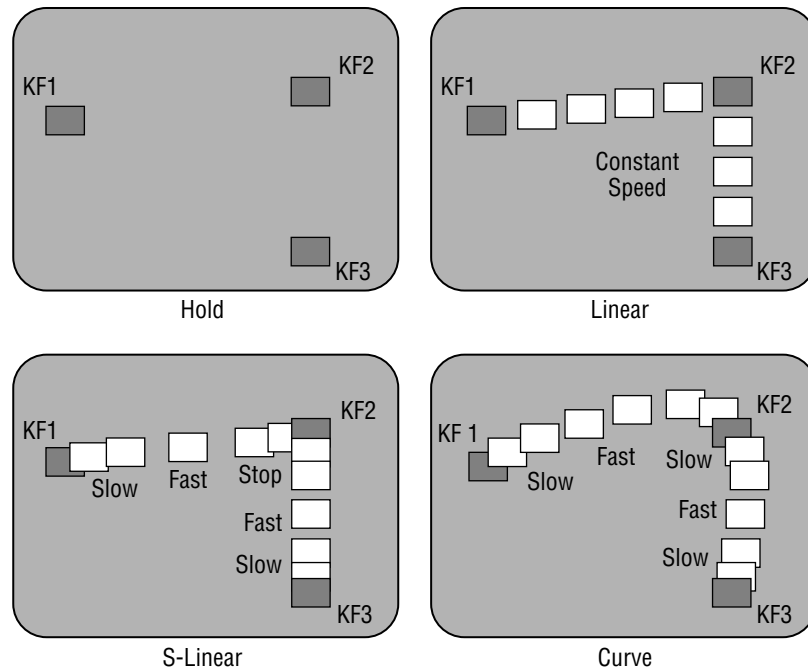 KF1
KF2
KF3
Hold
KF1
KF2
Constant
Speed
KF3
Linear
KF1
KF2
Slow
Fast
Stop
Fast
Slow
KF3
S-Linear
KF 1
KF2
Slow
Fast
Slow
Fast
Slow
KF3
Curve